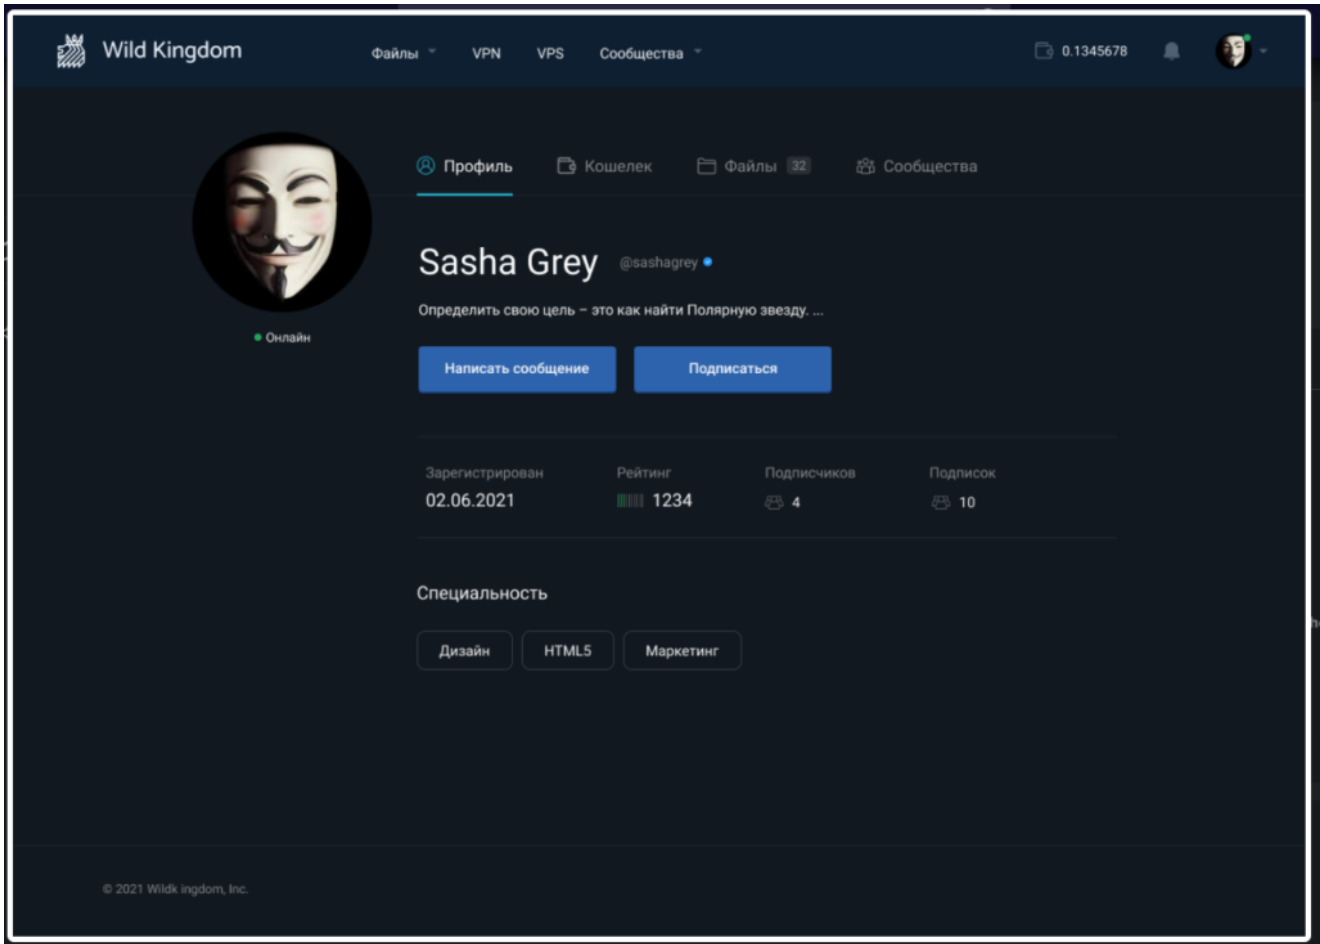 Wild Kingdom
Файлы VPN VPS Сообщества 0.1345678
Профиль Кошелек Файлы 32 Сообщества
Sasha Grey @sashagrey
Определить свою цель – это как найти Полярную звезду. ...
Онлайн
Написать сообщение Подписаться
Зарегистрирован Рейтинг Подписчиков Подписок
02.06.2021 1234 4 10
Специальность
Дизайн HTML5 Маркетинг
© 2021 Wildk ingdom, Inc.